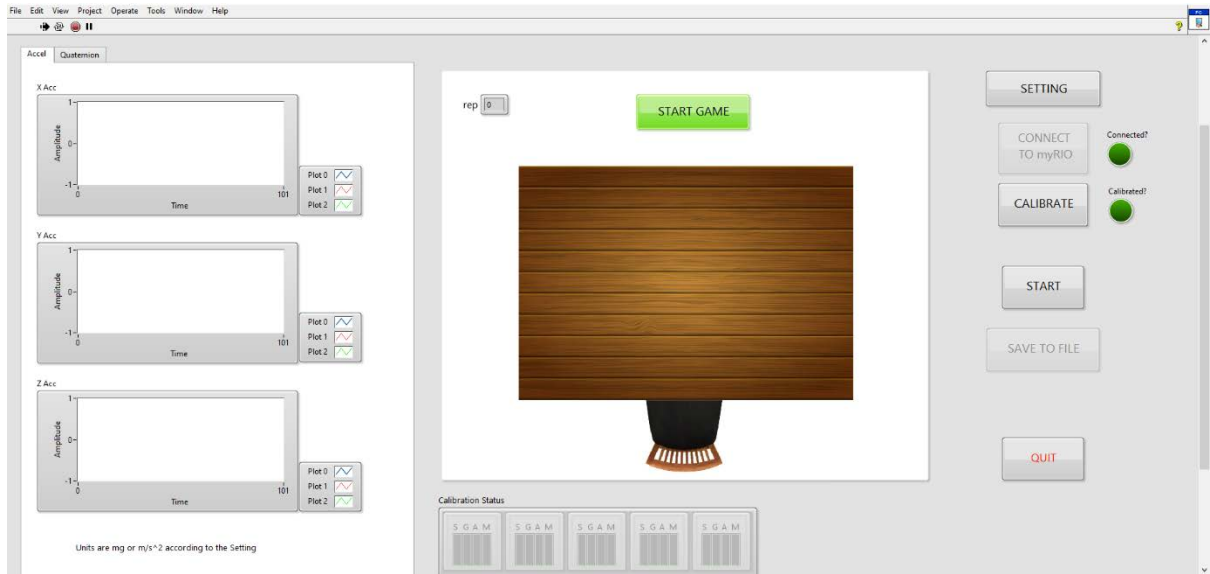 File Edit View Project Operate Tools Window Help
PC
Accel Quaternion
X Acc
1
0
-1
Amplitude
0 101
Time
Plot 0
Plot 1
Plot 2
Y Acc
1
0
-1
Amplitude
0 101
Time
Plot 0
Plot 1
Plot 2
Z Acc
1
0
-1
Amplitude
0 101
Time
Plot 0
Plot 1
Plot 2
Units are mg or m/s^2 according to the Setting
rep 0
START GAME
Calibration Status
S G A M S G A M S G A M S G A M S G A M
SETTING
CONNECT
TO myRIO
Connected?
CALIBRATE
Calibrated?
START
SAVE TO FILE
QUIT